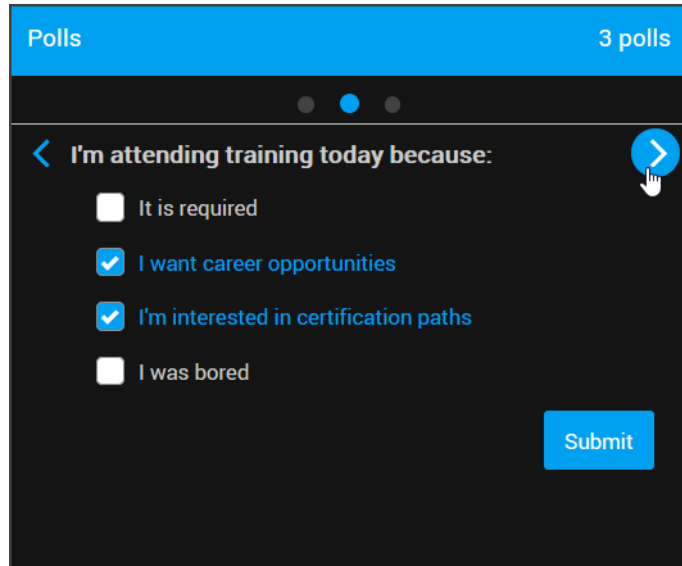 Polls
3 polls
I'm attending training today because:
It is required
I want career opportunities
I'm interested in certification paths
I was bored
Submit